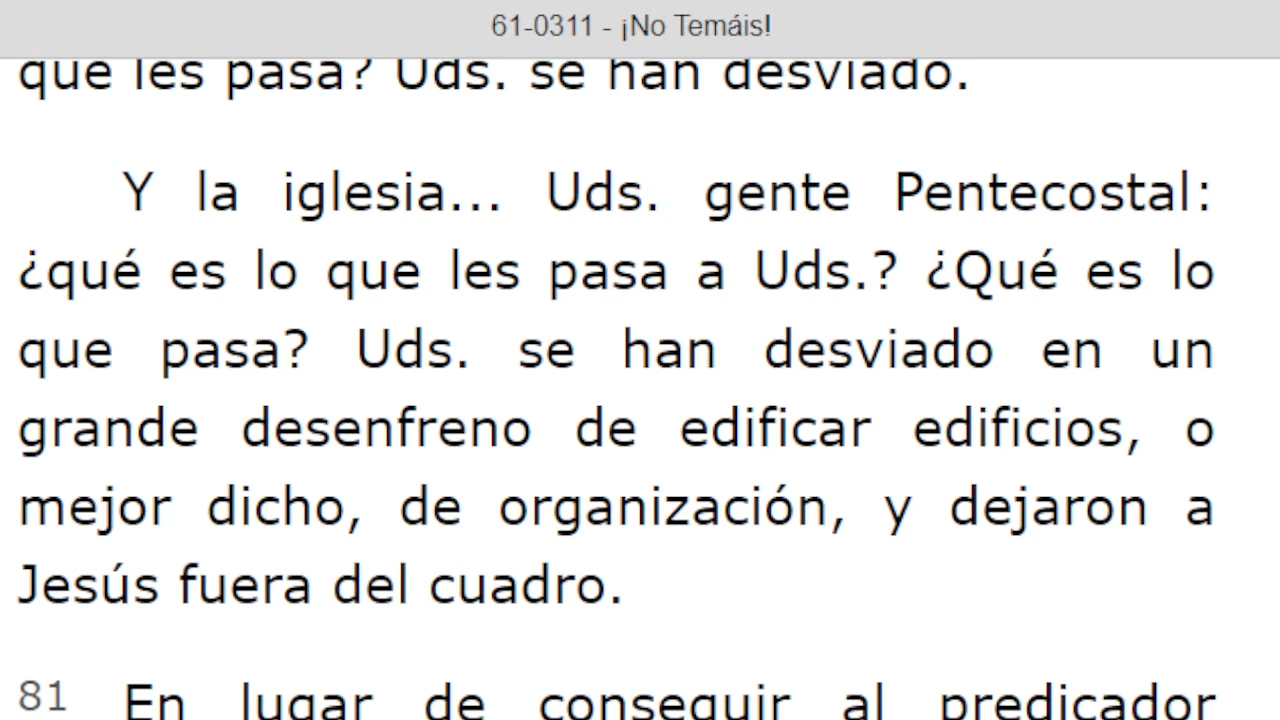 61-0311 - ¡No Temáis!
que les pasa? Uds. se han desviado.
Y la iglesia... Uds. gente Pentecostal:
¿qué es lo que les pasa a Uds.? ¿Qué es lo
que pasa? Uds. se han desviado en un
grande desenfreno de edificar edificios, o
mejor dicho, de organización, y dejaron a
Jesús fuera del cuadro.
81 En lugar de conseguir al predicador